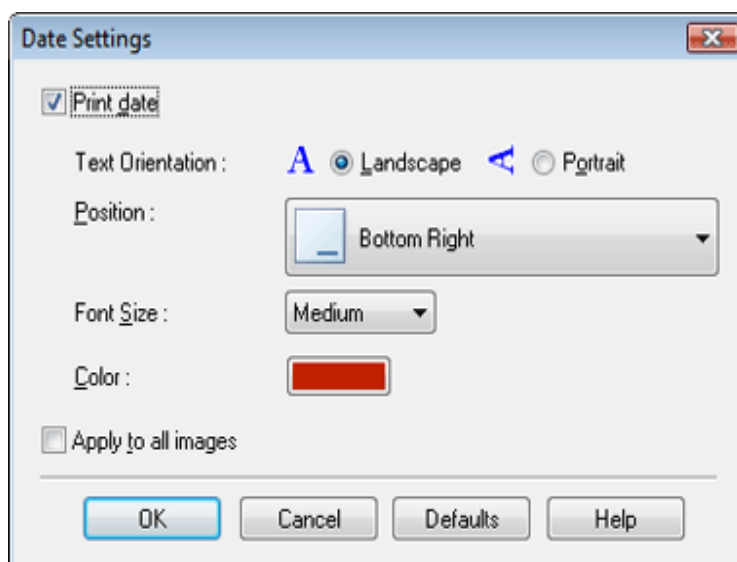 Date Settings
Print date
Text Orientation : A Landscape A Portrait
Position : Bottom Right
Font Size : Medium
Color :
Apply to all images
OK Cancel Defaults Help